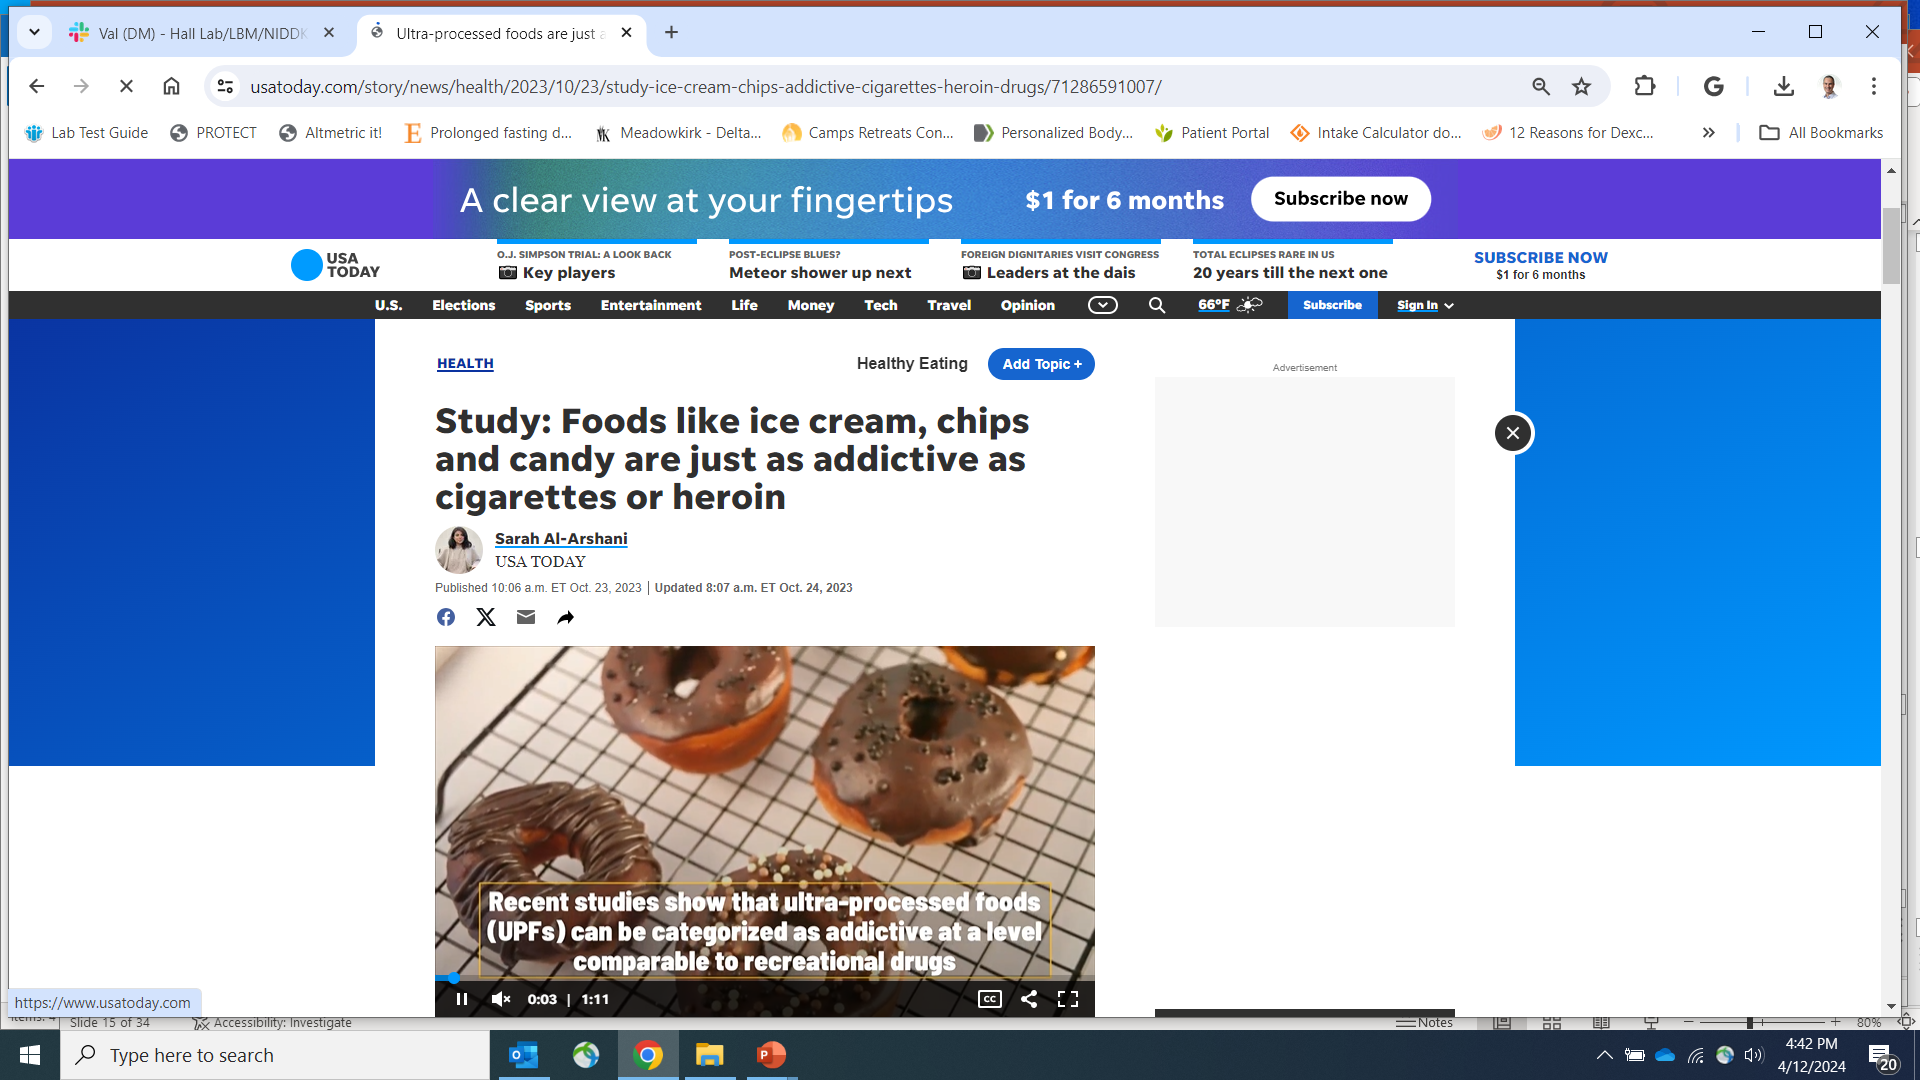 Val (DM) - Hall Lab/LBM/NIDDK
Ultra-processed foods are just a
usatoday.com/story/news/health/2023/10/23/study-ice-cream-chips-addictive-cigarettes-heroin-drugs/71286591007/
Lab Test Guide
PROTECT
Altmetric it!
Prolonged fasting d...
Meadowkirk - Delta...
Camps Retreats Con...
Personalized Body...
Patient Portal
Intake Calculator do...
12 Reasons for Dexc...
All Bookmarks
A clear view at your fingertips
$1 for 6 months
Subscribe now
USA
TODAY
O.J. SIMPSON TRIAL: A LOOK BACK
Key players
POST-ECLIPSE BLUES?
Meteor shower up next
FOREIGN DIGNITARIES VISIT CONGRESS
Leaders at the dais
TOTAL ECLIPSES RARE IN US
20 years till the next one
SUBSCRIBE NOW
$1 for 6 months
U.S. Elections Sports Entertainment Life Money Tech Travel Opinion 66°F Subscribe Sign In
HEALTH
Healthy Eating
Add Topic +
Advertisement
Study: Foods like ice cream, chips
and candy are just as addictive as
cigarettes or heroin
Sarah Al-Arshani
USA TODAY
Published 10:06 a.m. ET Oct. 23, 2023 | Updated 8:07 a.m. ET Oct. 24, 2023
Recent studies show that ultra-processed foods
(UPFs) can be categorized as addictive at a level
comparable to recreational drugs
0:03 | 1:11
CC
https://www.usatoday.com
Slide 15 of 34
Accessibility: Investigate
Notes
80%
Type here to search
4:42 PM
4/12/2024
20